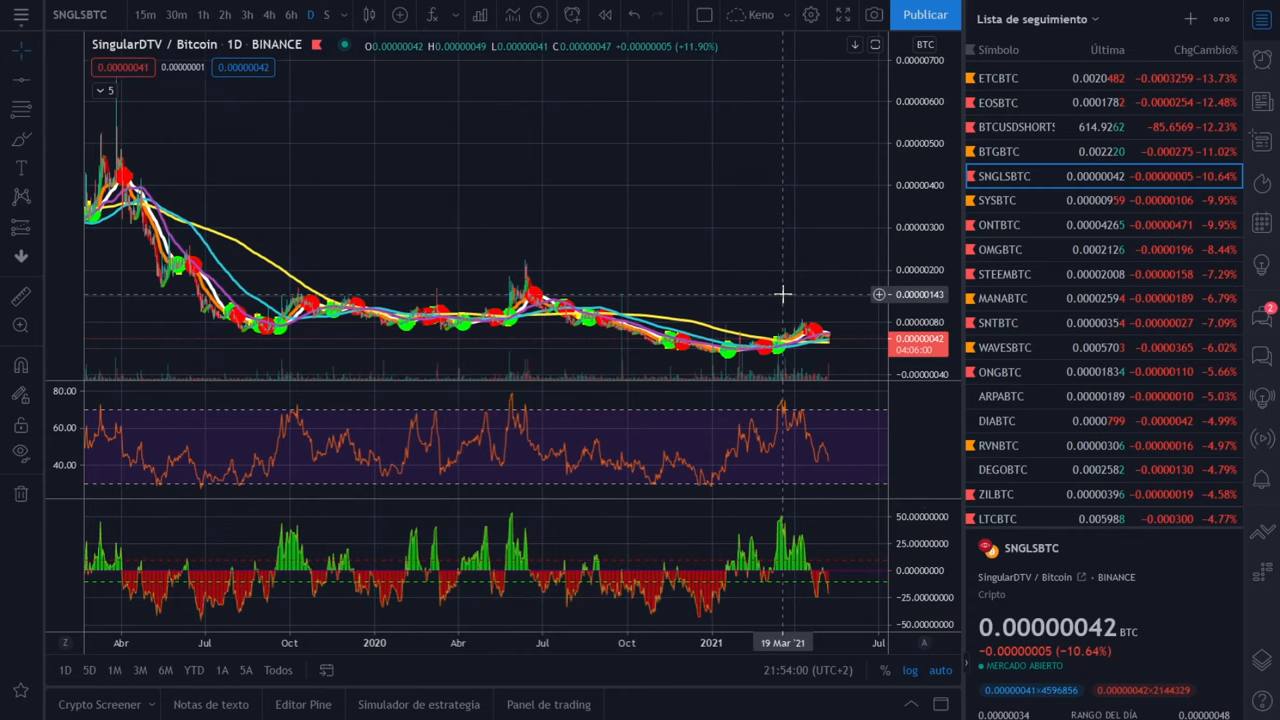 SNGLSBTC 15m 30m 1h 2h 3h 4h 6h D S Keno Publicar
SingularDTV / Bitcoin · 1D · BINANCE O0.00000042 H0.00000049 L0.00000041 C0.00000047 +0.00000005 (+11.90%) BTC
0.00000041 0.00000001 0.00000042
5
0.00000700
0.00000600
0.00000500
0.00000400
0.00000300
0.00000200
0.00000143
0.00000080
0.00000042
04:06:00
−0.00000040
80.00
60.00
40.00
50.00000000
25.00000000
0.00000000
−25.00000000
−50.00000000
Z Abr Jul Oct 2020 Abr Jul Oct 2021 19 Mar '21 Jul A
1D 5D 1M 3M 6M YTD 1A 5A Todos 21:54:00 (UTC+2) % log auto
Crypto Screener Notas de texto Editor Pine Simulador de estrategia Panel de trading
Lista de seguimiento
Símbolo Última ChgCambio%
ETCBTC 0.0020482 −0.0003259 −13.73%
EOSBTC 0.0001782 −0.0000254 −12.48%
BTCUSDSHORTS 614.9262 −85.6569 −12.23%
BTGBTC 0.002220 −0.000275 −11.02%
SNGLSBTC 0.00000042 −0.00000005 −10.64%
SYSBTC 0.00000959 −0.00000106 −9.95%
ONTBTC 0.00004265 −0.00000471 −9.95%
OMGBTC 0.0002126 −0.0000196 −8.44%
STEEMBTC 0.00002008 −0.00000158 −7.29%
MANABTC 0.00002594 −0.00000189 −6.79%
SNTBTC 0.00000354 −0.00000027 −7.09%
WAVESBTC 0.0005703 −0.0000365 −6.02%
ONGBTC 0.00001834 −0.00000110 −5.66%
ARPABTC 0.00000189 −0.00000010 −5.03%
DIABTC 0.0000799 −0.0000042 −4.99%
RVNBTC 0.00000306 −0.00000016 −4.97%
DEGOBTC 0.0002582 −0.0000130 −4.79%
ZILBTC 0.00000396 −0.00000019 −4.58%
LTCBTC 0.005988 −0.000300 −4.77%
2
SNGLSBTC
SingularDTV / Bitcoin · BINANCE
Cripto
0.00000042 BTC
−0.00000005 (−10.64%)
MERCADO ABIERTO
0.00000041×4596856 0.00000042×2144329
0.00000034 RANGO DEL DÍA 0.00000048